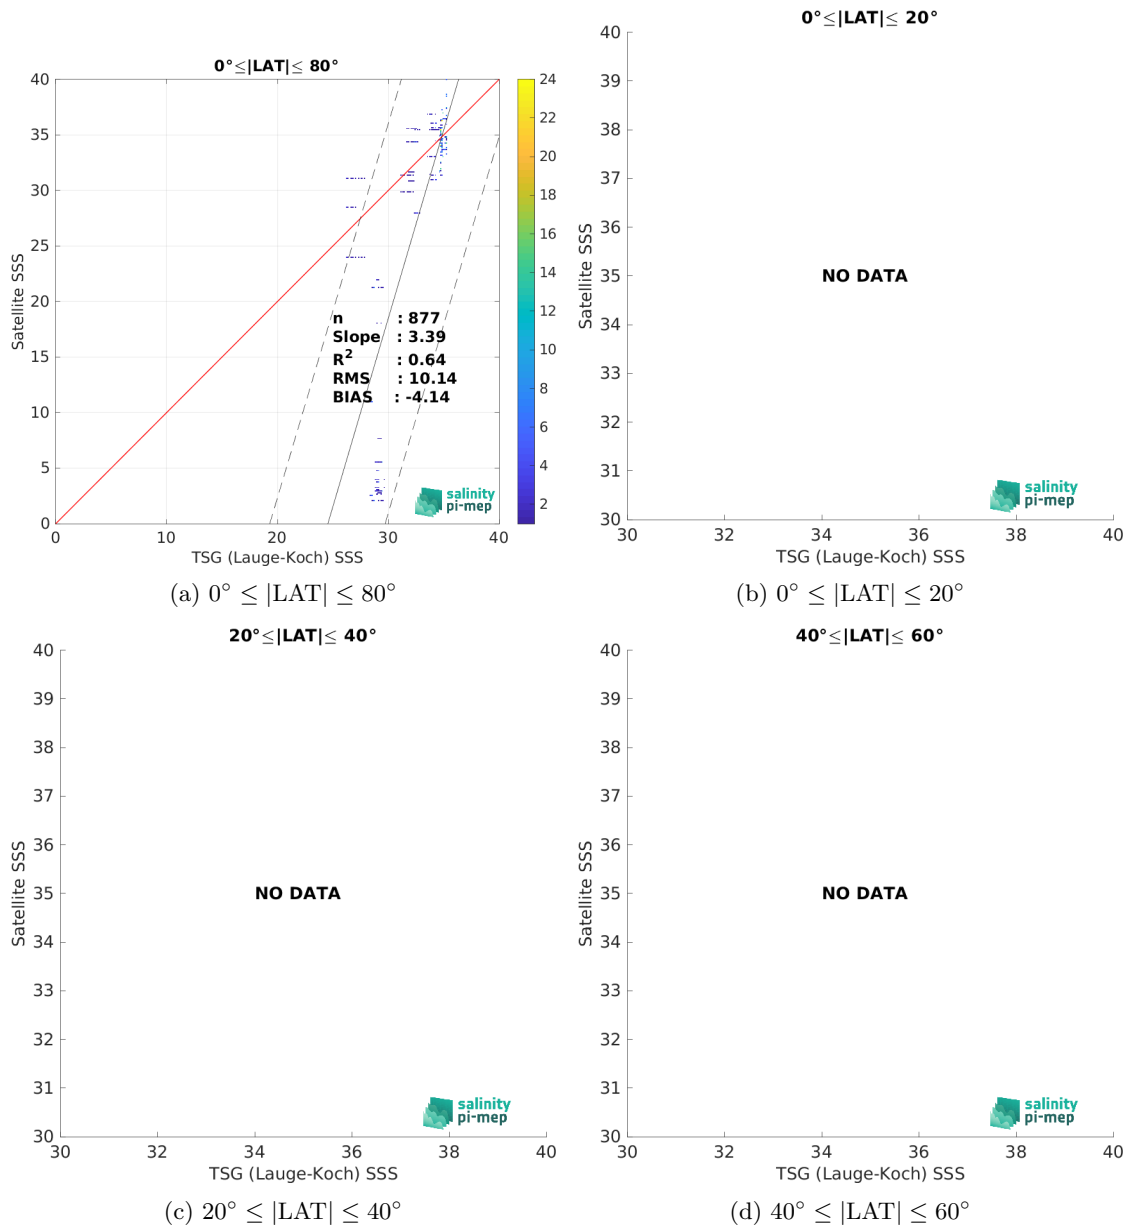 0°≤|LAT|≤ 80°
40
35
30
25
20
15
10
5
0
0
10
20
30
40
Satellite SSS
TSG (Lauge-Koch) SSS
n : 877
Slope : 3.39
R² : 0.64
RMS : 10.14
BIAS : -4.14
salinity
pi-mep
24
22
20
18
16
14
12
10
8
6
4
2
(a) 0° ≤ |LAT| ≤ 80°
0°≤|LAT|≤ 20°
40
39
38
37
36
35
34
33
32
31
30
30
32
34
36
38
40
Satellite SSS
NO DATA
salinity
pi-mep
TSG (Lauge-Koch) SSS
(b) 0° ≤ |LAT| ≤ 20°
20°≤|LAT|≤ 40°
40
39
38
37
36
35
34
33
32
31
30
30
32
34
36
38
40
Satellite SSS
NO DATA
salinity
pi-mep
TSG (Lauge-Koch) SSS
(c) 20° ≤ |LAT| ≤ 40°
40°≤|LAT|≤ 60°
40
39
38
37
36
35
34
33
32
31
30
30
32
34
36
38
40
Satellite SSS
NO DATA
salinity
pi-mep
TSG (Lauge-Koch) SSS
(d) 40° ≤ |LAT| ≤ 60°